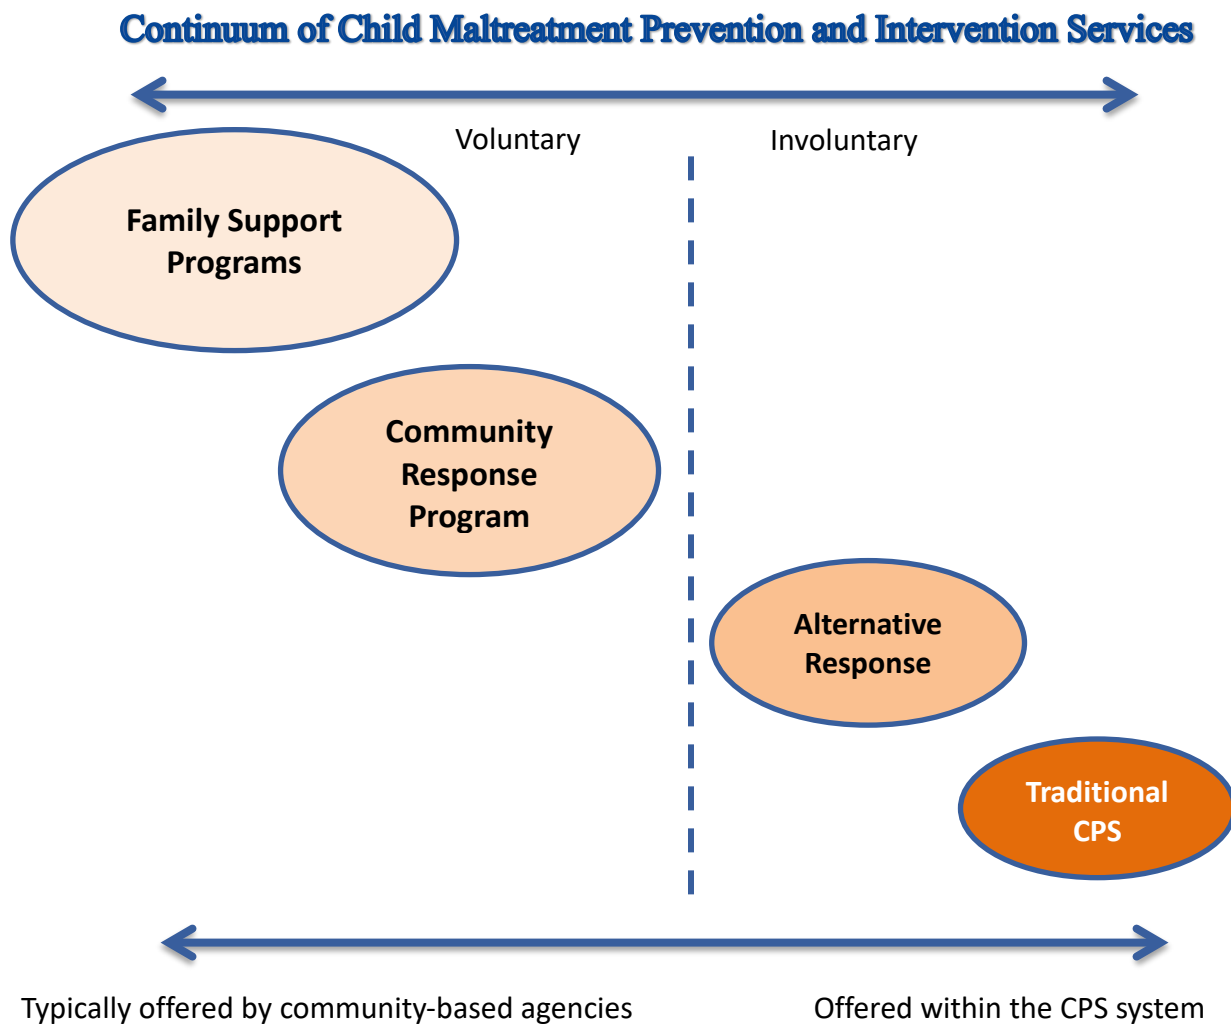 Continuum of Child Maltreatment Prevention and Intervention Services
Voluntary
Involuntary
Family Support
Programs
Community
Response
Program
Alternative
Response
Traditional
CPS
Typically offered by community-based agencies
Offered within the CPS system